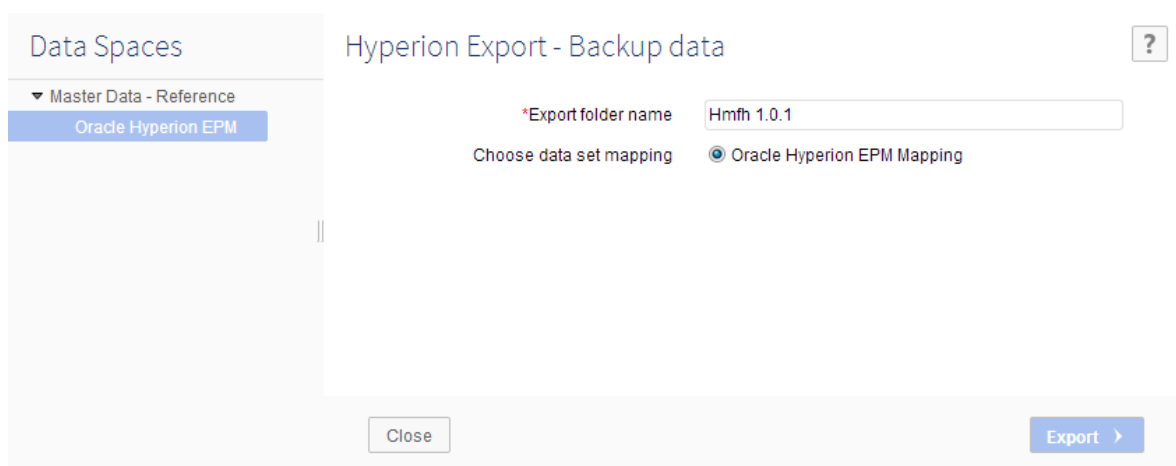 Data Spaces
Master Data - Reference
Oracle Hyperion EPM
Hyperion Export - Backup data
?
*Export folder name Hmfh 1.0.1
Choose data set mapping Oracle Hyperion EPM Mapping
Close
Export